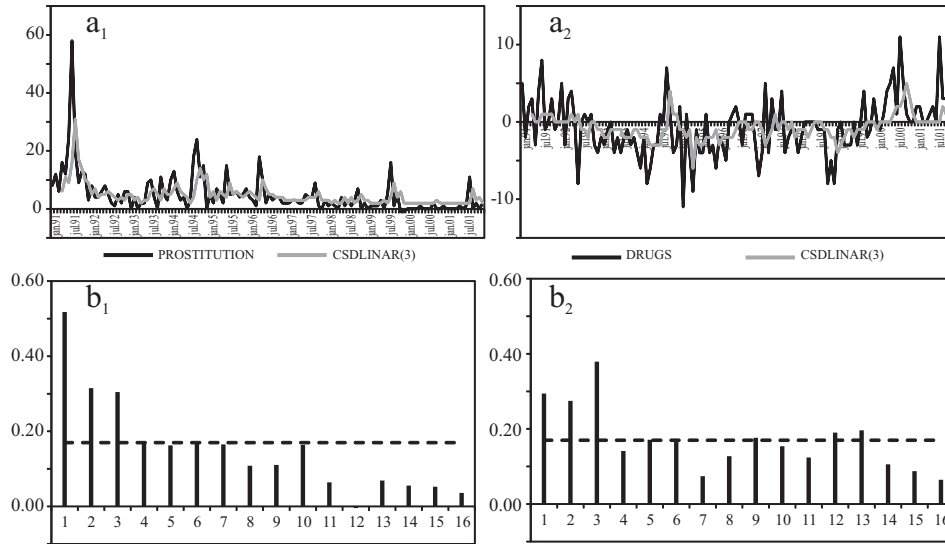 a1
60
40
20
0
jan.91 jul.91 jan.92 jul.92 jan.93 jul.93 jan.94 jul.94 jan.95 jul.95 jan.96 jul.96 jan.97 jul.97 jan.98 jul.98 jan.99 jul.99 jan.00 jul.00 jan.01 jul.01
PROSTITUTION CSDLINAR(3)
a2
10
0
-10
DRUGS CSDLINAR(3)
b1
0.60
0.40
0.20
0.00
1 2 3 4 5 6 7 8 9 10 11 12 13 14 15 16
b2
0.60
0.40
0.20
0.00
1 2 3 4 5 6 7 8 9 10 11 12 13 14 15 16